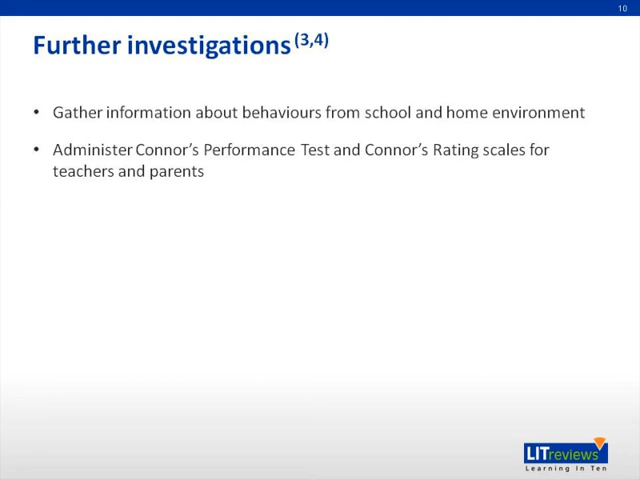 10
Further investigations (3,4)
• Gather information about behaviours from school and home environment
• Administer Connor's Performance Test and Connor's Rating scales for
teachers and parents
LITreviews
Learning In Ten